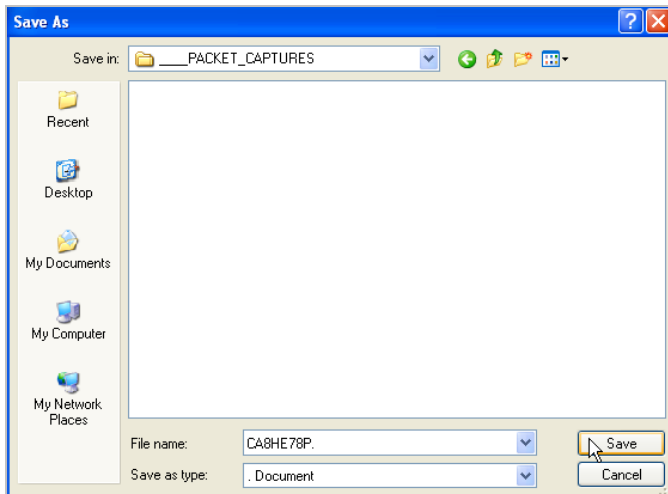 Save As
Save in: ____PACKET_CAPTURES
Recent
Desktop
My Documents
My Computer
My Network
Places
File name: CA8HE78P. Save
Save as type: . Document Cancel